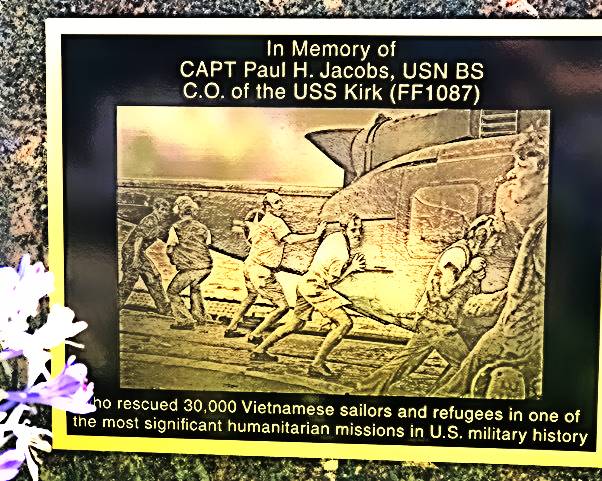 In Memory of
CAPT Paul H. Jacobs, USN BS
C.O. of the USS Kirk (FF1087)
who rescued 30,000 Vietnamese sailors and refugees in one of
the most significant humanitarian missions in U.S. military history